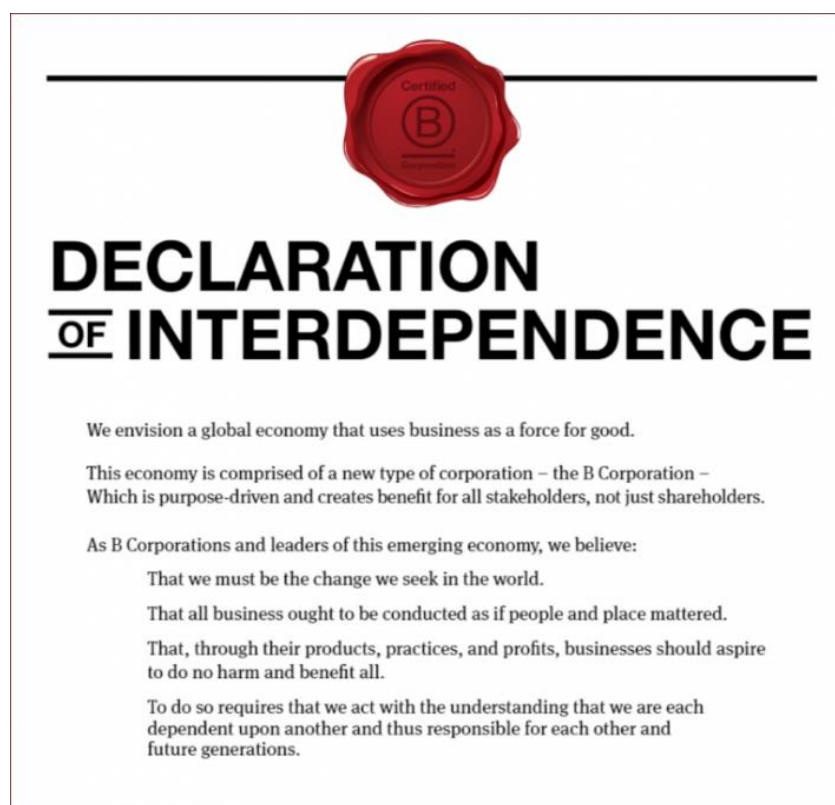 Certified
B
Corporation
DECLARATION
OF INTERDEPENDENCE
We envision a global economy that uses business as a force for good.
This economy is comprised of a new type of corporation – the B Corporation –
Which is purpose-driven and creates benefit for all stakeholders, not just shareholders.
As B Corporations and leaders of this emerging economy, we believe:
That we must be the change we seek in the world.
That all business ought to be conducted as if people and place mattered.
That, through their products, practices, and profits, businesses should aspire
to do no harm and benefit all.
To do so requires that we act with the understanding that we are each
dependent upon another and thus responsible for each other and
future generations.